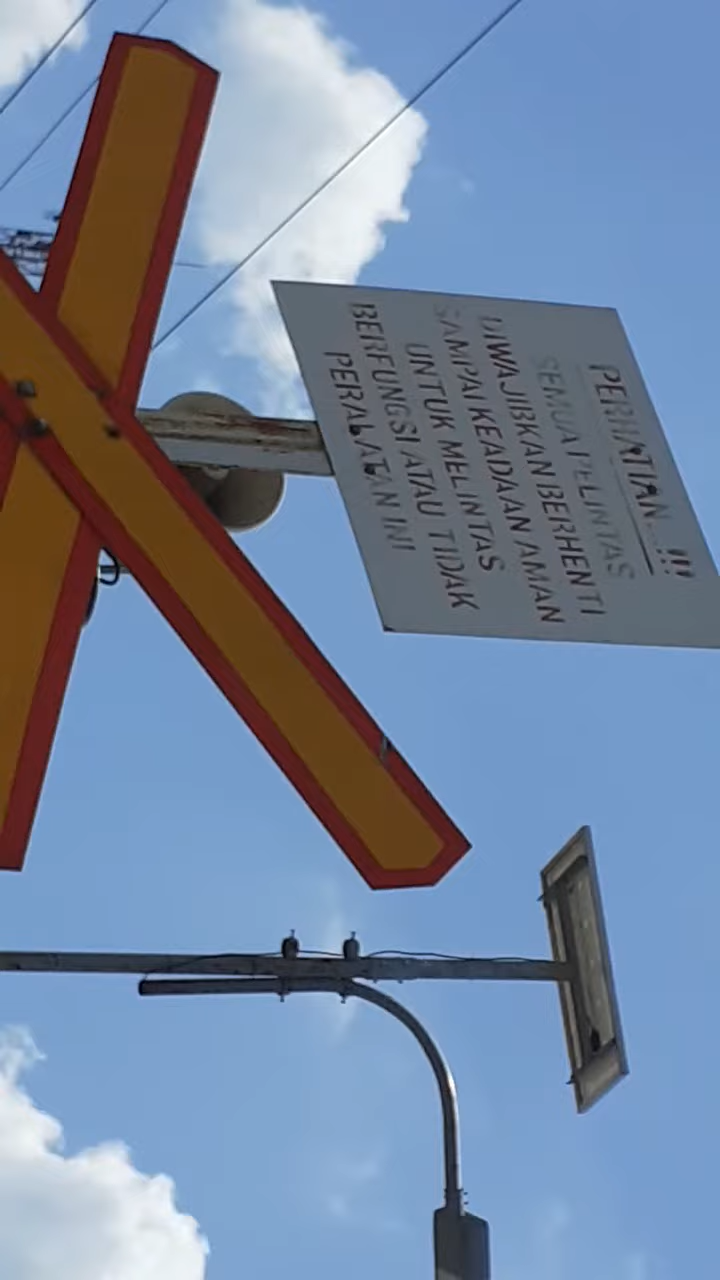 PERHATIAN...!!!
SEMUA PELINTAS
DIWAJIBKAN BERHENTI
SAMPAI KEADAAN AMAN
UNTUK MELINTAS
BERFUNGSI ATAU TIDAK
PERALATAN INI